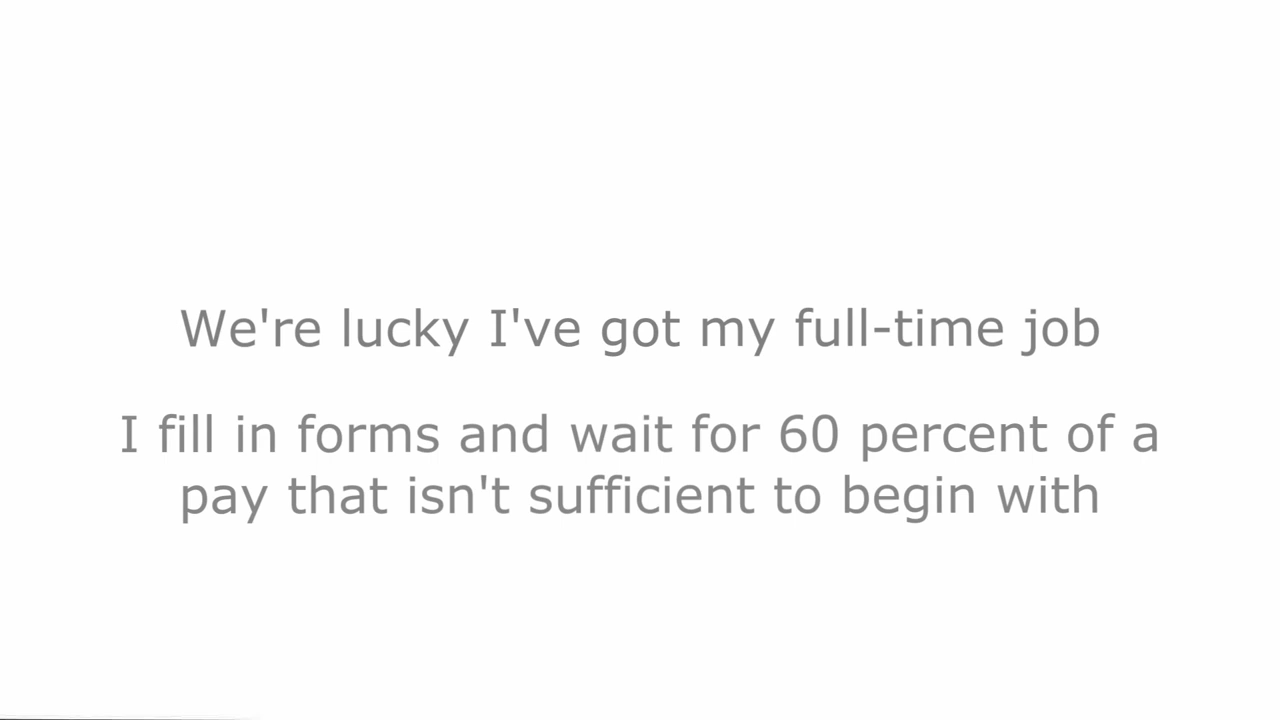 We're lucky I've got my full-time job
I fill in forms and wait for 60 percent of a
pay that isn't sufficient to begin with